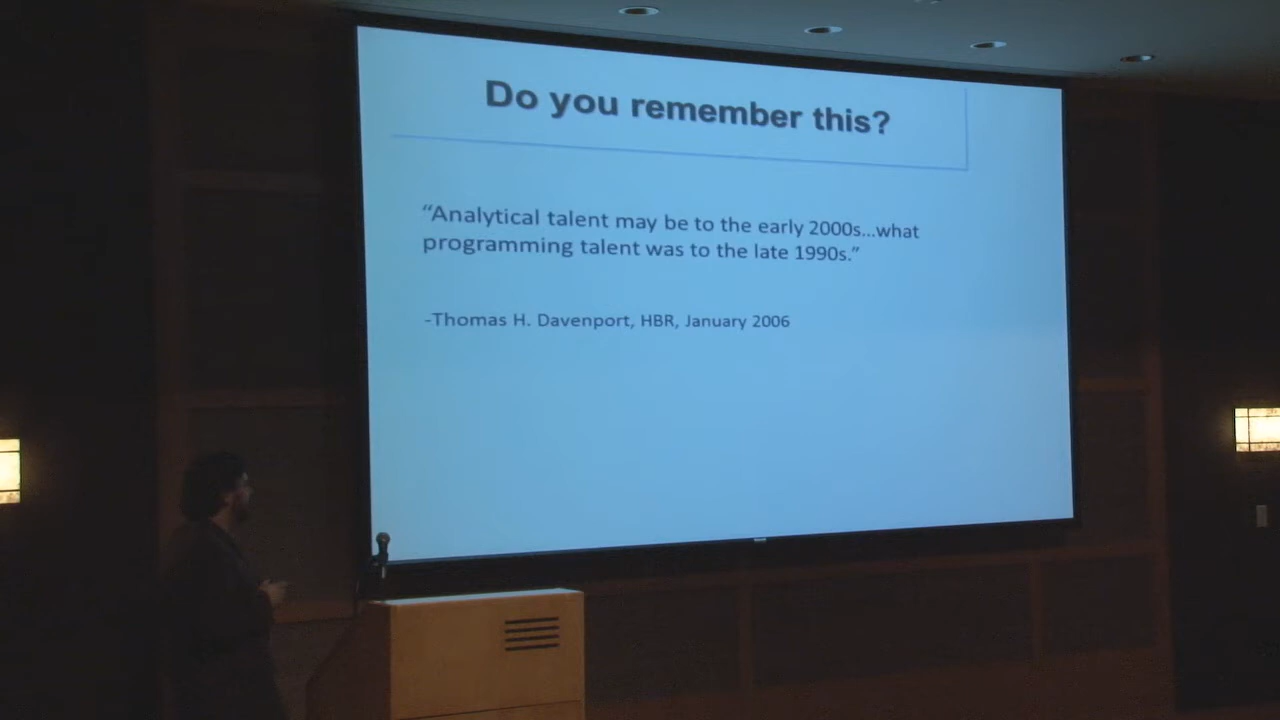 Do you remember this?
“Analytical talent may be to the early 2000s...what
programming talent was to the late 1990s.”
-Thomas H. Davenport, HBR, January 2006